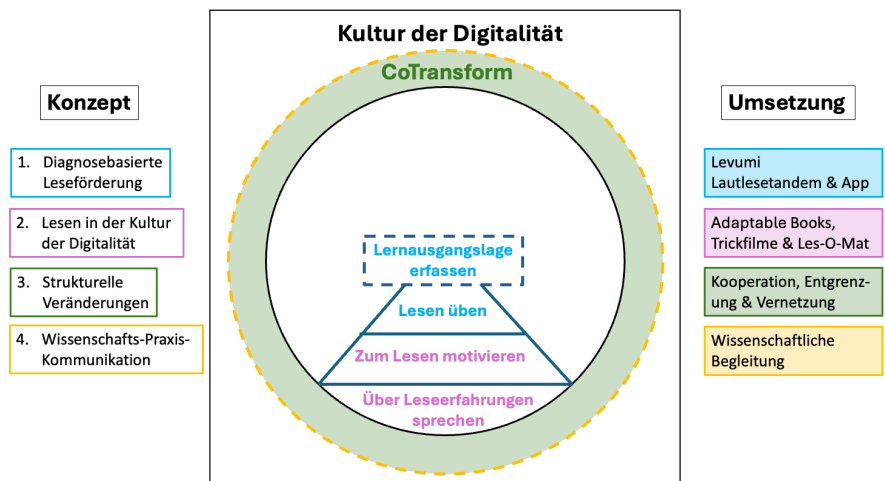 Kultur der Digitalität
CoTransform
Konzept
1. Diagnosebasierte
Leseförderung
2. Lesen in der Kultur
der Digitalität
3. Strukturelle
Veränderungen
4. Wissenschafts-Praxis-
Kommunikation
Lernausgangslage
erfassen
Lesen üben
Zum Lesen motivieren
Über Leseerfahrungen
sprechen
Umsetzung
Levumi
Lautlesetandem & App
Adaptable Books,
Trickfilme & Les-O-Mat
Kooperation, Entgrenz-
ung & Vernetzung
Wissenschaftliche
Begleitung